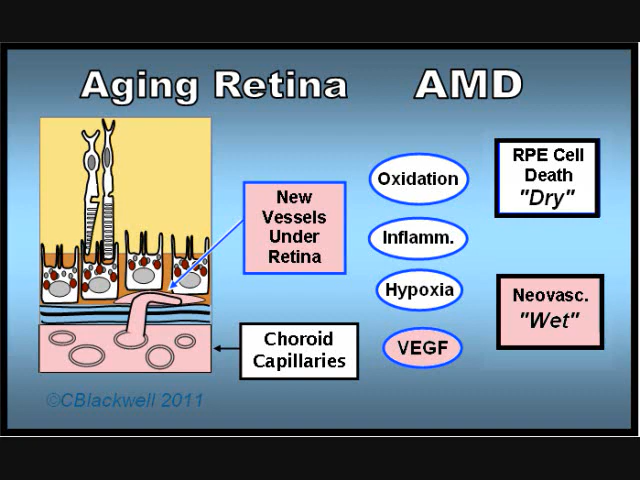 Aging Retina
AMD
New
Vessels
Under
Retina
Choroid
Capillaries
Oxidation
Inflamm.
Hypoxia
VEGF
RPE Cell
Death
"Dry"
Neovasc.
"Wet"
©CBlackwell 2011